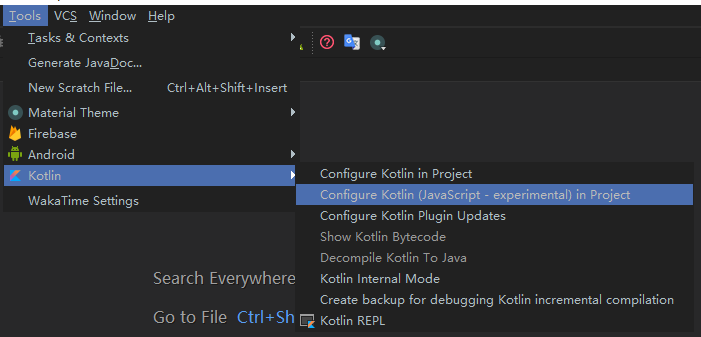 Tools VCS Window Help
Tasks & Contexts
Generate JavaDoc...
New Scratch File... Ctrl+Alt+Shift+Insert
Material Theme
Firebase
Android
Kotlin
WakaTime Settings
Configure Kotlin in Project
Configure Kotlin (JavaScript - experimental) in Project
Configure Kotlin Plugin Updates
Show Kotlin Bytecode
Decompile Kotlin To Java
Kotlin Internal Mode
Create backup for debugging Kotlin incremental compilation
Kotlin REPL
Search Everywhere
Go to File Ctrl+Sh